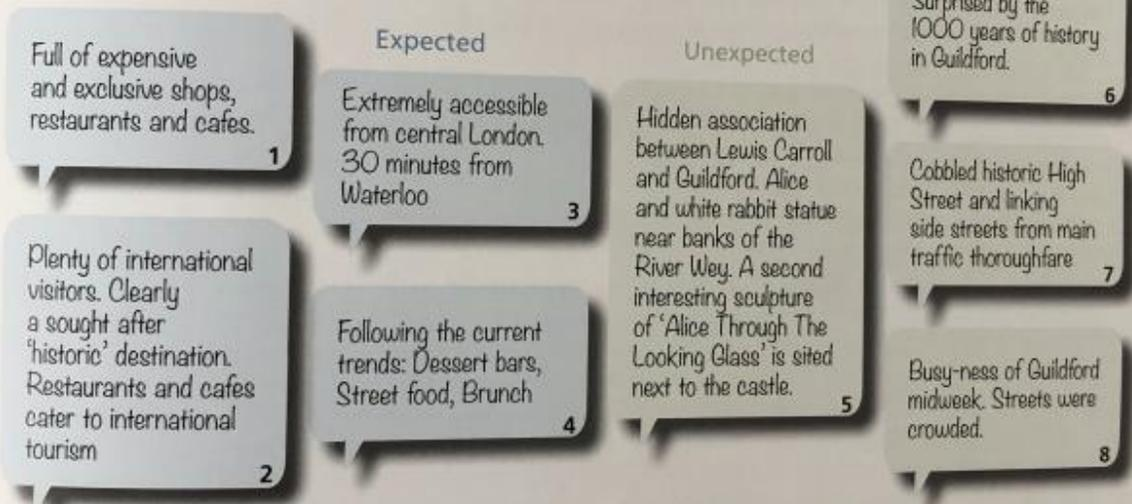 Expected
Full of expensive
and exclusive shops,
restaurants and cafes.
1
Plenty of international
visitors. Clearly
a sought after
'historic' destination.
Restaurants and cafes
cater to international
tourism
2
Extremely accessible
from central London.
30 minutes from
Waterloo
3
Following the current
trends: Dessert bars,
Street food, Brunch
4
Unexpected
Hidden association
between Lewis Carroll
and Guildford. Alice
and white rabbit statue
near banks of the
River Wey. A second
interesting sculpture
of 'Alice Through The
Looking Glass' is sited
next to the castle.
5
Surprised by the
1000 years of history
in Guildford.
6
Cobbled historic High
Street and linking
side streets from main
traffic thoroughfare
7
Busy-ness of Guildford
midweek. Streets were
crowded.
8